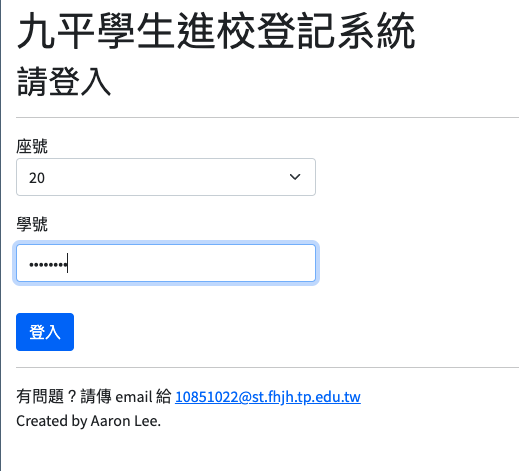 九平學生進校登記系統
請登入
座號
20
學號
••••••••
登入
有問題？請傳 email 給 10851022@st.fhjh.tp.edu.tw
Created by Aaron Lee.